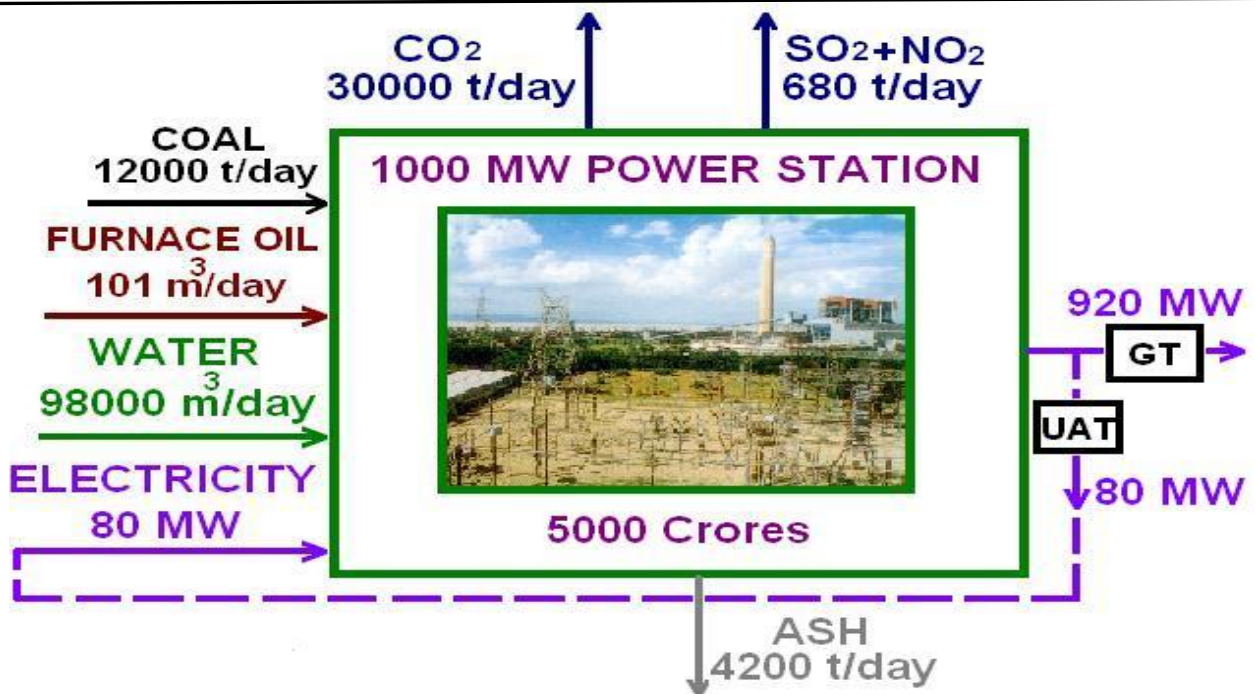 CO2
30000 t/day
SO2+NO2
680 t/day
COAL
12000 t/day
1000 MW POWER STATION
FURNACE OIL
101 m3/day
WATER
98000 m3/day
ELECTRICITY
80 MW
920 MW
GT
UAT
80 MW
5000 Crores
ASH
4200 t/day